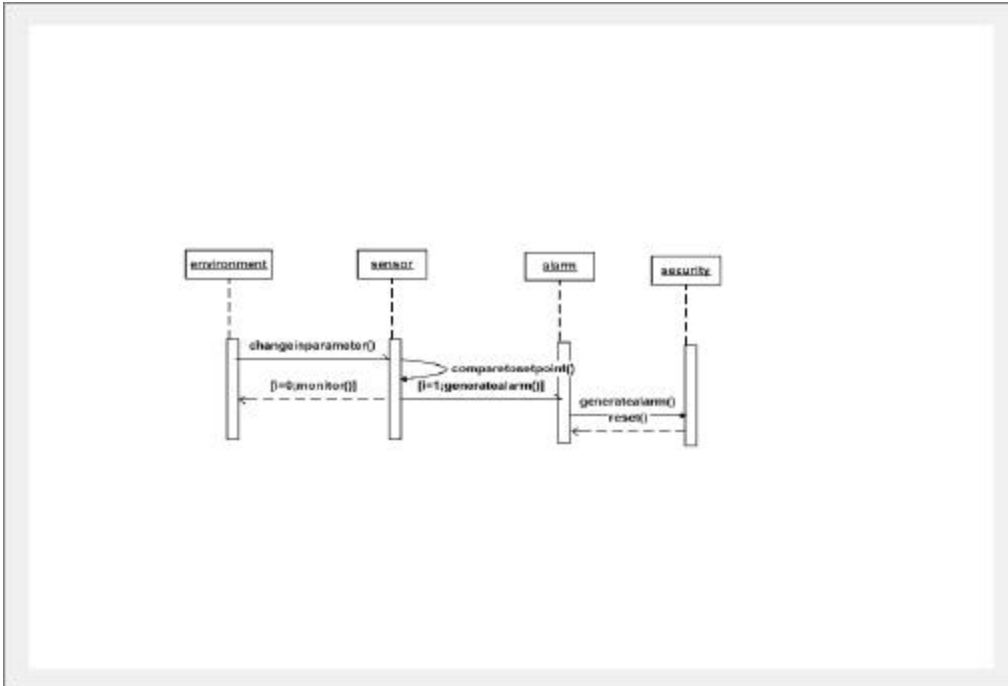 environment
sensor
alarm
security
changeinparameter()
comparetosetpoint()
[i=0;monitor()]
[i=1;generatealarm()]
generatealarm()
reset()